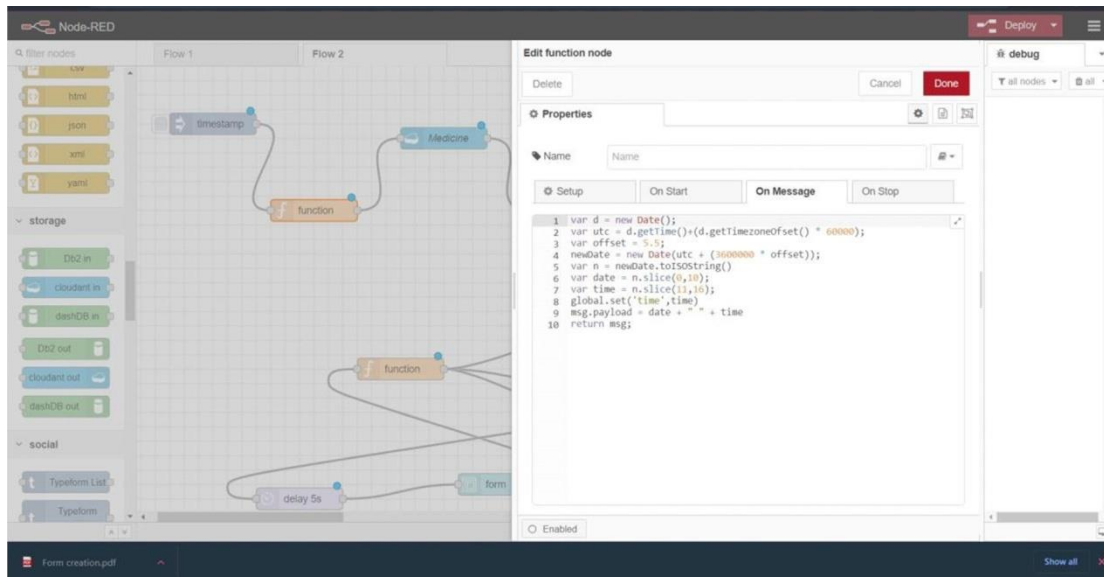 Node-RED
Deploy
filter nodes
Flow 1
Flow 2
Edit function node
debug
csv
html
json
xml
yaml
storage
Db2 in
cloudant in
dashDB in
Db2 out
cloudant out
dashDB out
social
Typeform List
Typeform
timestamp
Medicine
function
function
delay 5s
form
Delete
Cancel
Done
all nodes
all
Properties
Name
Name
Setup
On Start
On Message
On Stop
1 var d = new Date();
2 var utc = d.getTime()+(d.getTimezoneOfset() * 60000);
3 var offset = 5.5;
4 newDate = new Date(utc + (3600000 * offset));
5 var n = newDate.toISOString()
6 var date = n.slice(0,10);
7 var time = n.slice(11,16);
8 global.set('time',time)
9 msg.payload = date + " " + time
10 return msg;
Enabled
Form creation.pdf
Show all